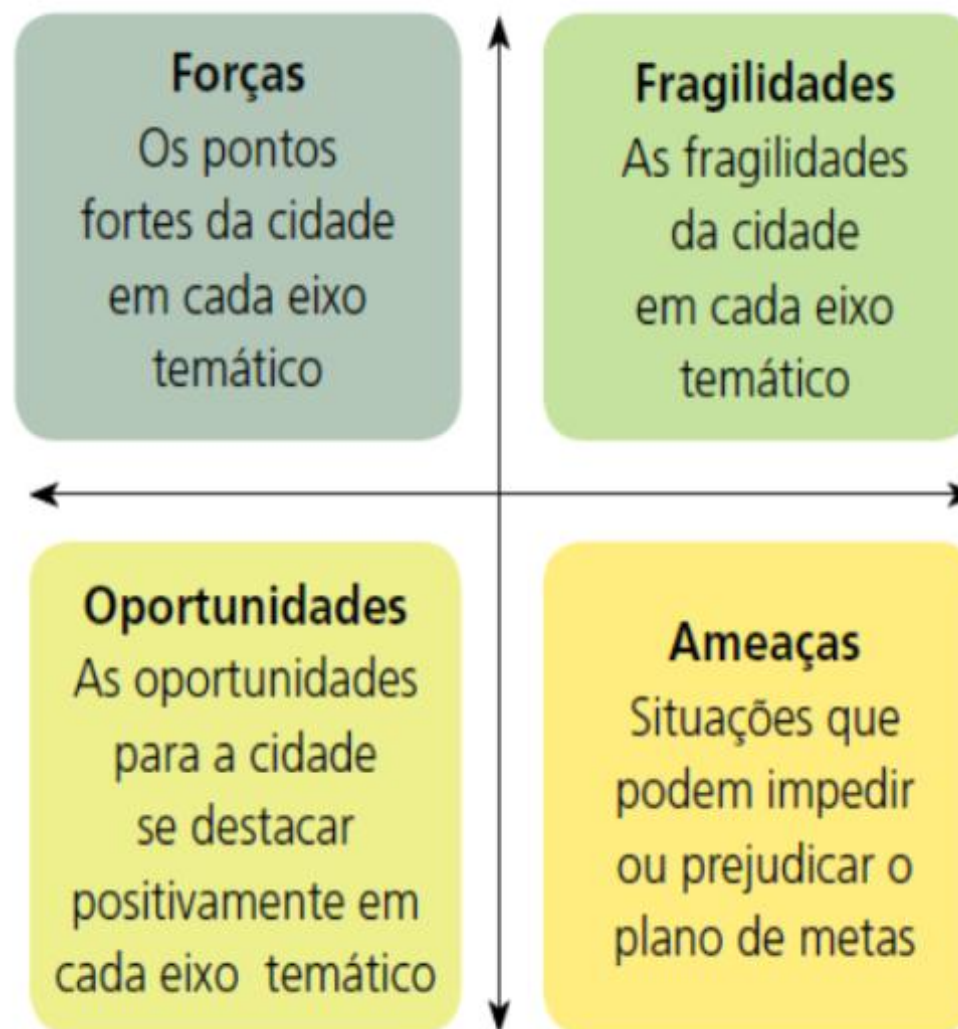 Forças
Os pontos
fortes da cidade
em cada eixo
temático
Fragilidades
As fragilidades
da cidade
em cada eixo
temático
Oportunidades
As oportunidades
para a cidade
se destacar
positivamente em
cada eixo temático
Ameaças
Situações que
podem impedir
ou prejudicar o
plano de metas